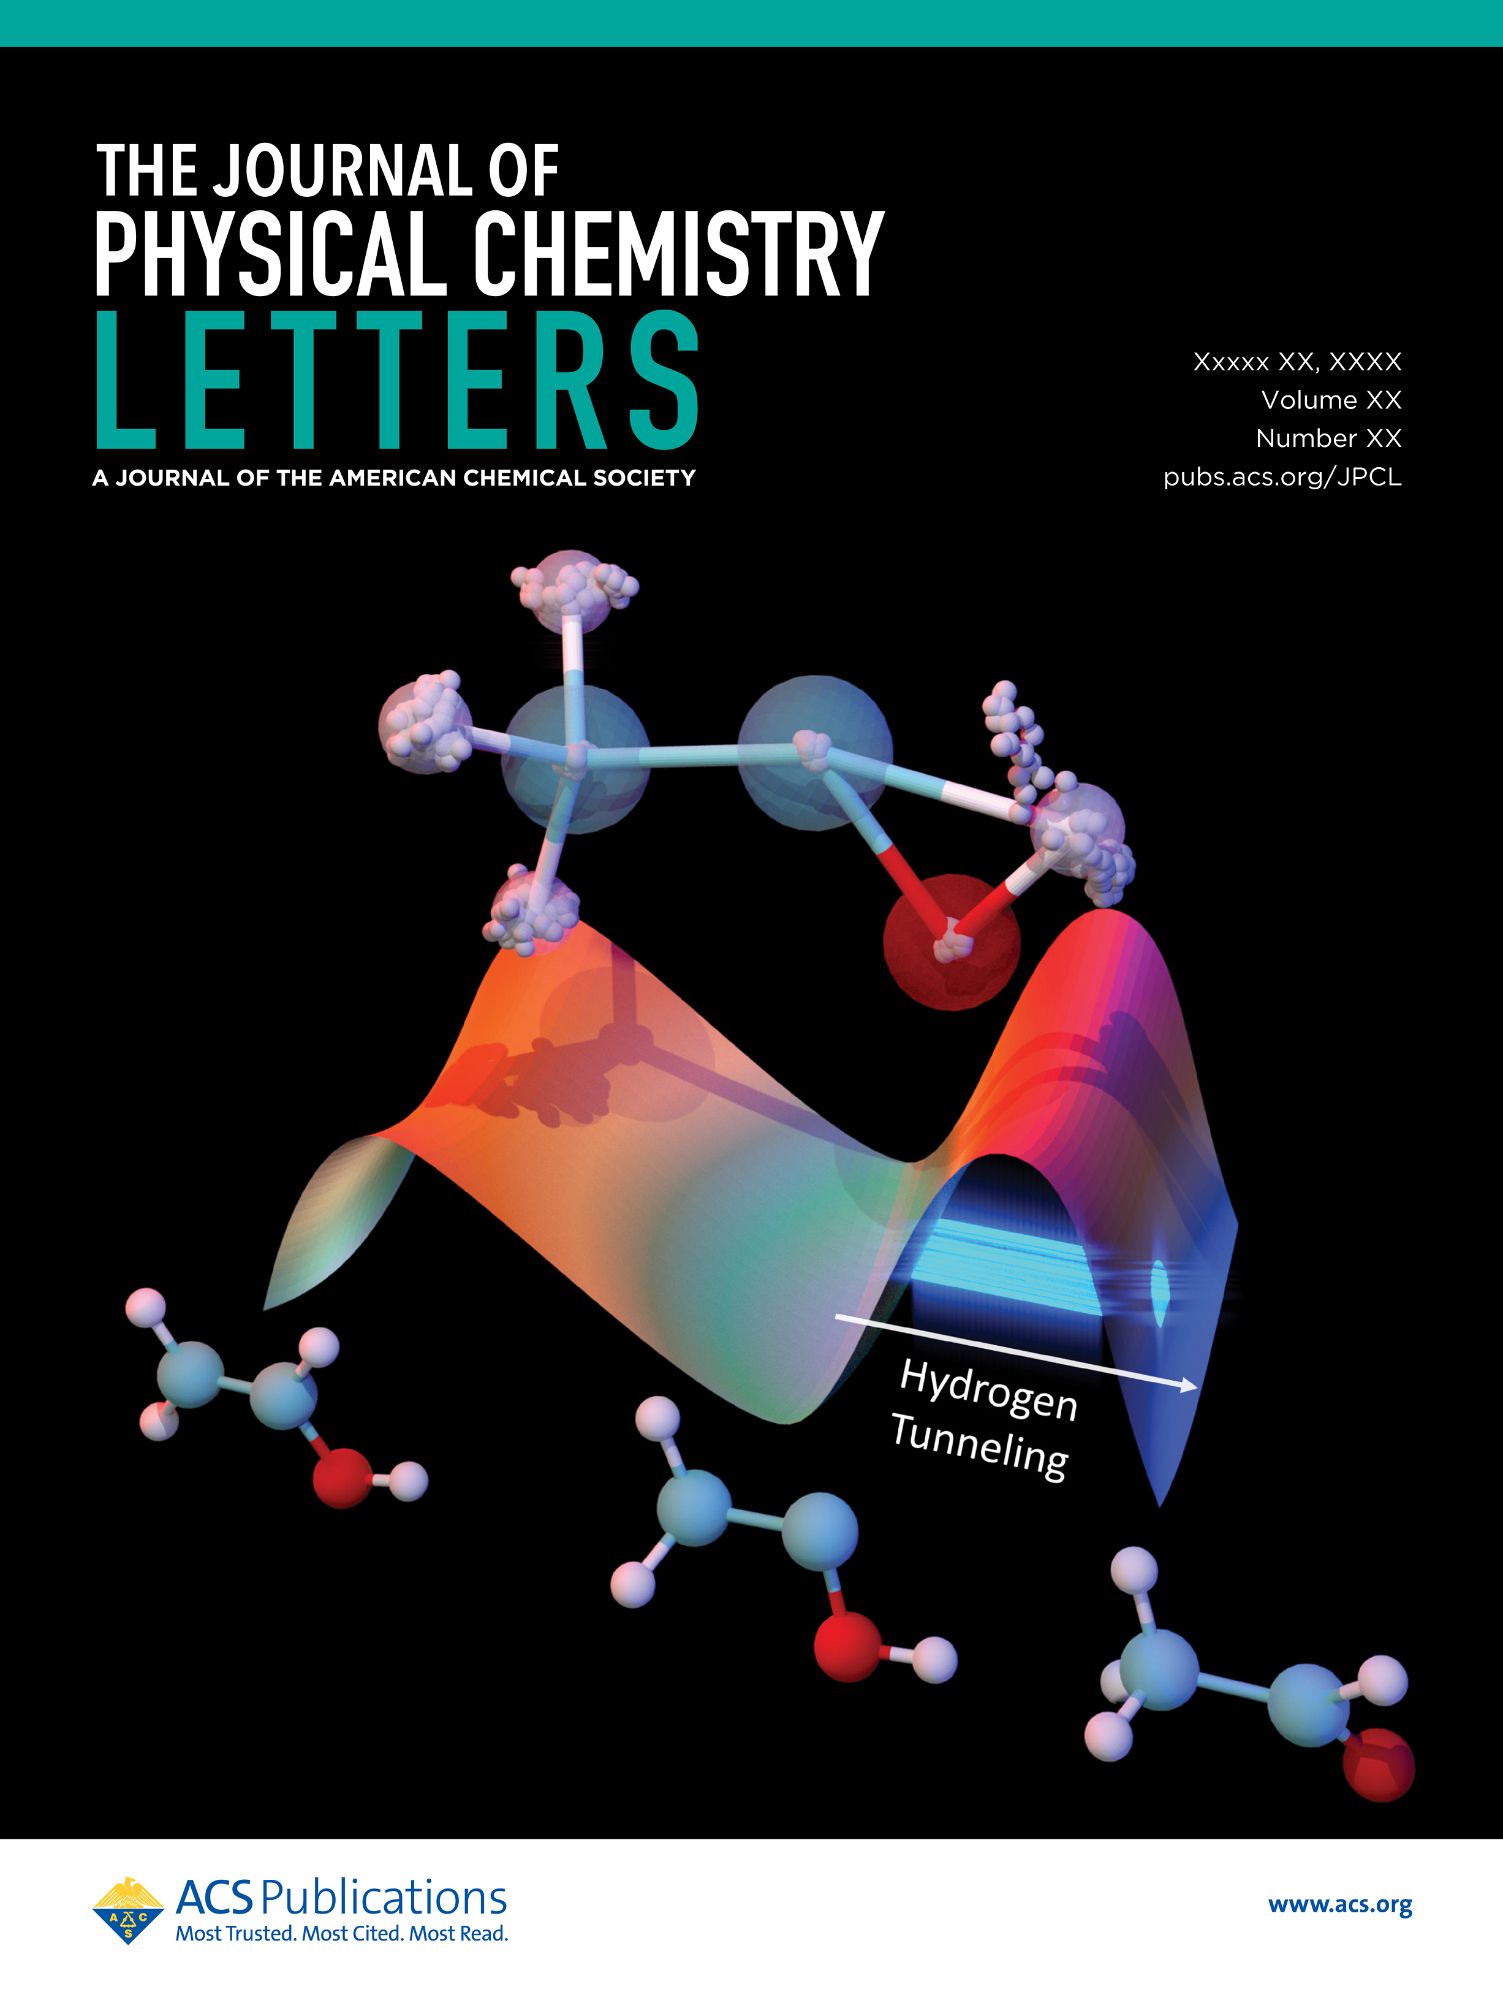 THE JOURNAL OF
PHYSICAL CHEMISTRY
LETTERS
A JOURNAL OF THE AMERICAN CHEMICAL SOCIETY
Xxxxx XX, XXXX
Volume XX
Number XX
pubs.acs.org/JPCL
Hydrogen
Tunneling
A C
S
ACS Publications
Most Trusted. Most Cited. Most Read.
www.acs.org